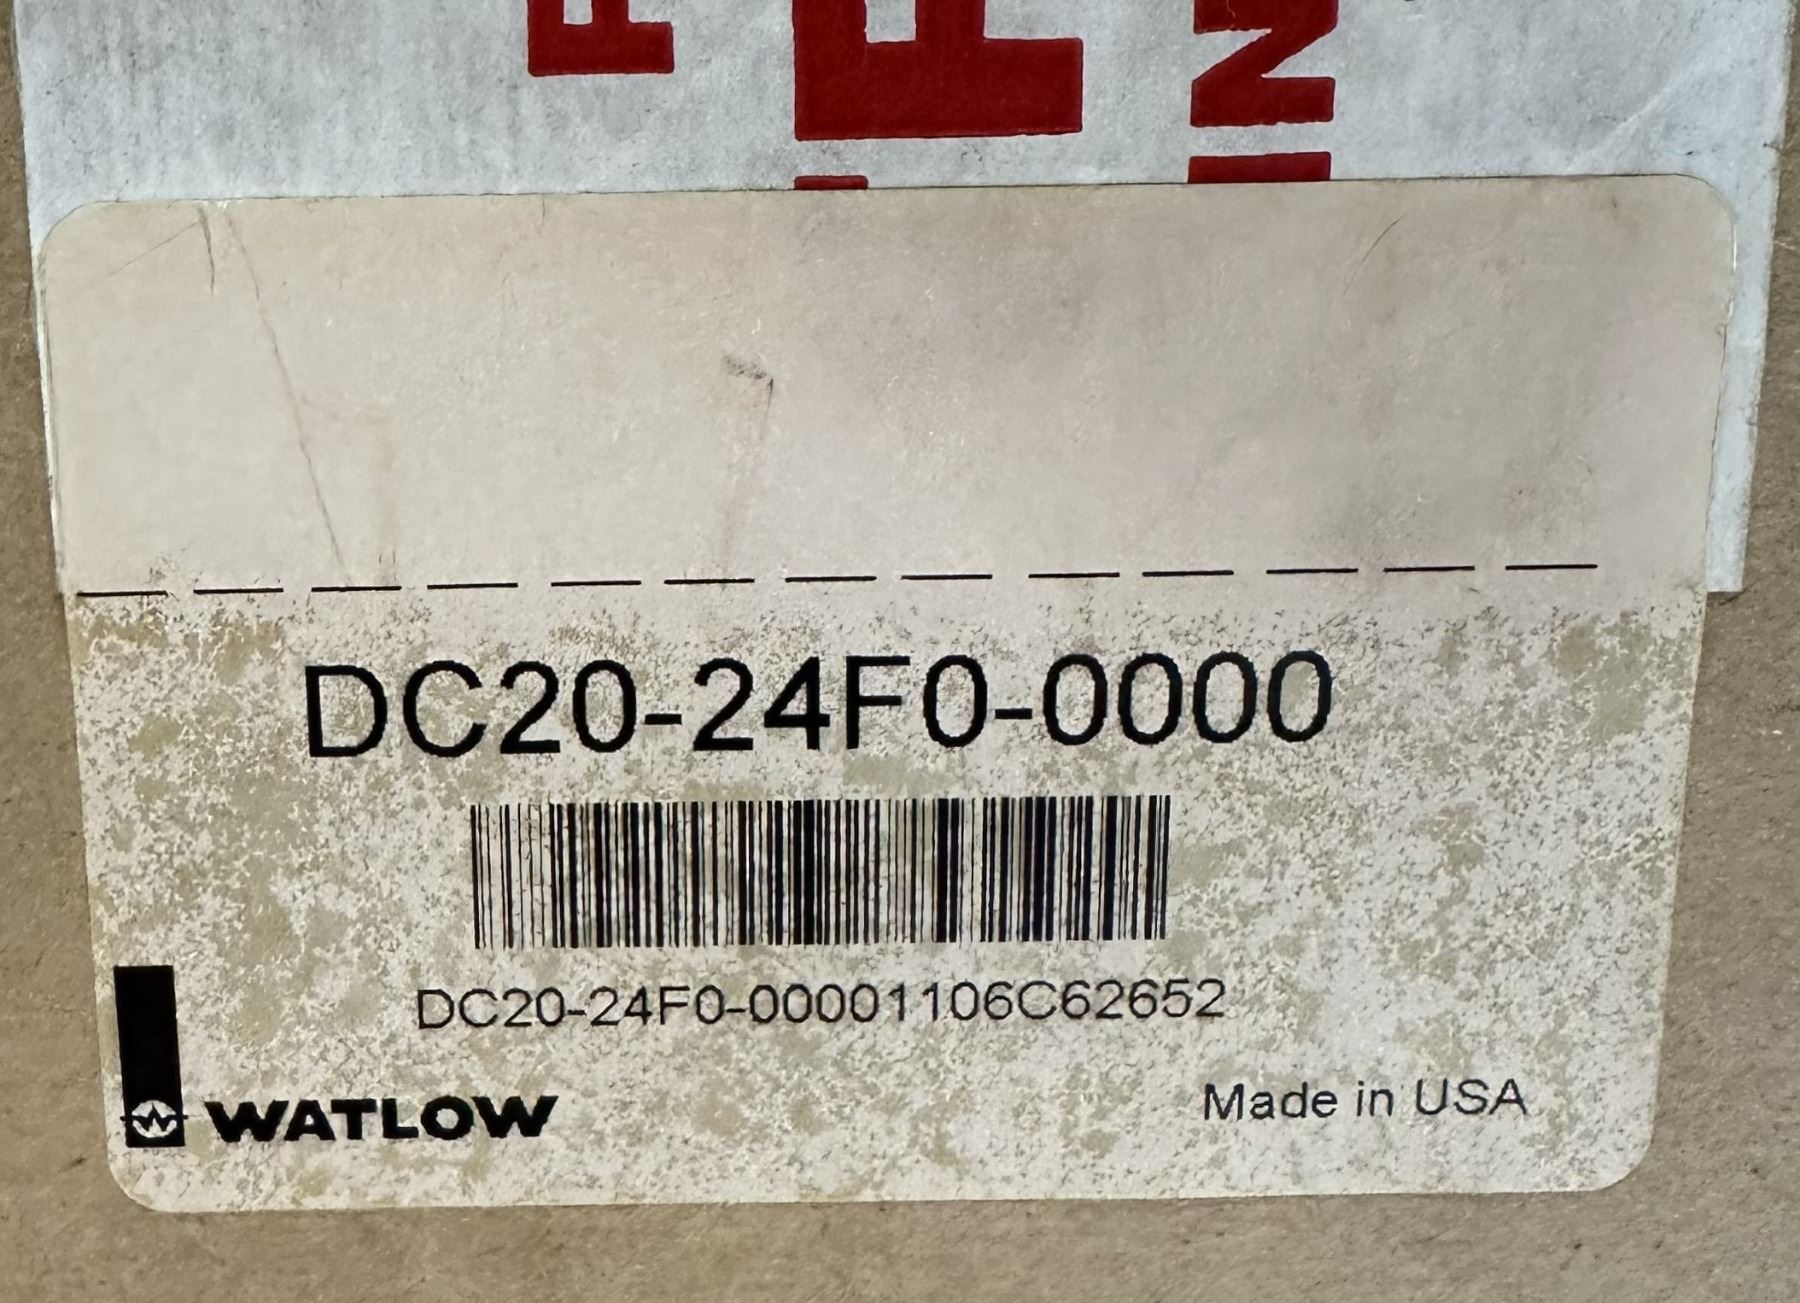 DC20-24F0-0000
DC20-24F0-00001106C62652
WATLOW
Made in USA